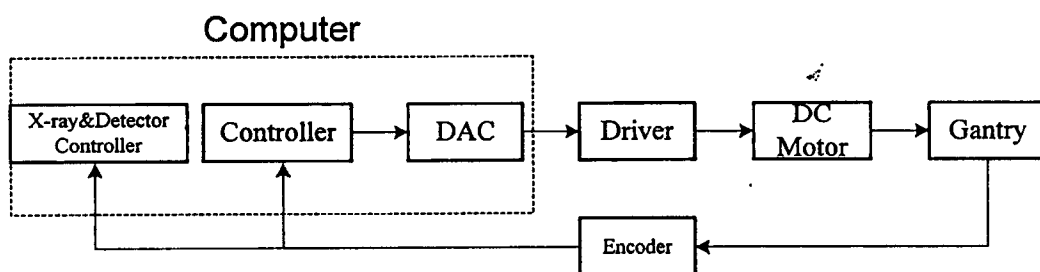 Computer
X-ray&Detector
Controller
Controller
DAC
Driver
DC
Motor
Gantry
Encoder